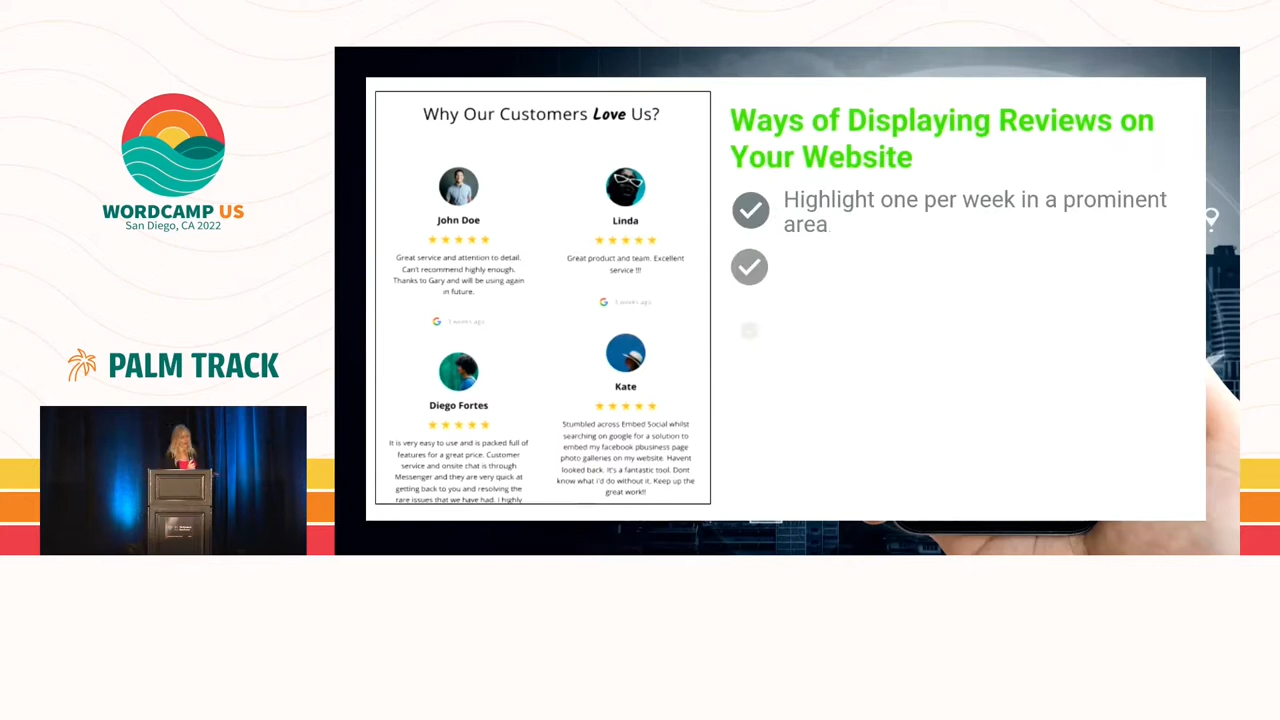 WORDCAMP US
San Diego, CA 2022
PALM TRACK
Why Our Customers Love Us?
John Doe
Great service and attention to detail.
Can't recommend highly enough.
Thanks to Gary and will be using again
in future.
3 weeks ago
Diego Fortes
It is very easy to use and is packed full of
features for a great price. Customer
service and onsite chat is through
Messenger and they are very quick at
getting back to you and resolving the
rare issues that we have had. I highly
Linda
Great product and team. Excellent
service !!!
3 weeks ago
Kate
Stumbled across Embed Social whilst
searching on google for a solution to
embed my facebook pbusiness page
photo galleries on my website. Havent
looked back. It's a fantastic tool. Dont
know what i'd do without it. Keep up the
great work!!
Ways of Displaying Reviews on
Your Website
Highlight one per week in a prominent
area.